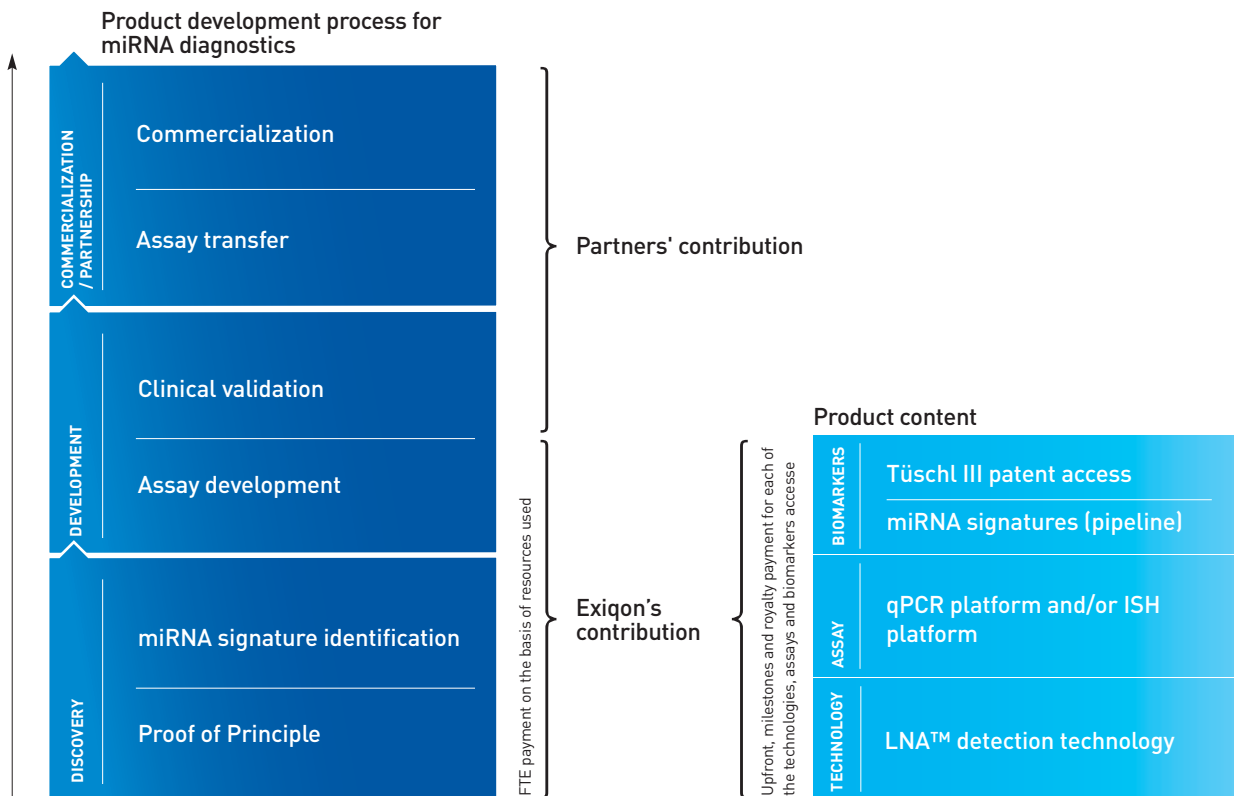 Product development process for
miRNA diagnostics
COMMERCIALIZATION
/ PARTNERSHIP
Commercialization
Assay transfer
Partners' contribution
DEVELOPMENT
Clinical validation
Assay development
DISCOVERY
miRNA signature identification
Proof of Principle
FTE payment on the basis of resources used
Exiqon's
contribution
Upfront, milestones and royalty payment for each of
the technologies, assays and biomarkers accesse
Product content
BIOMARKERS
Tüschl III patent access
miRNA signatures (pipeline)
ASSAY
qPCR platform and/or ISH
platform
TECHNOLOGY
LNA™ detection technology